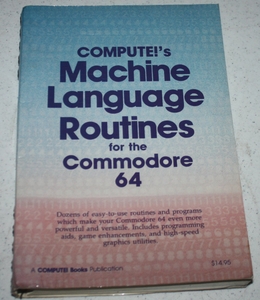 COMPUTE!'s
Machine
Language
Routines
for the
Commodore
64
Dozens of easy-to-use routines and programs
which make your Commodore 64 even more
powerful and versatile. Includes programming
aids, game enhancements, and high-speed
graphics utilities.
A COMPUTE! Books Publication
$14.95